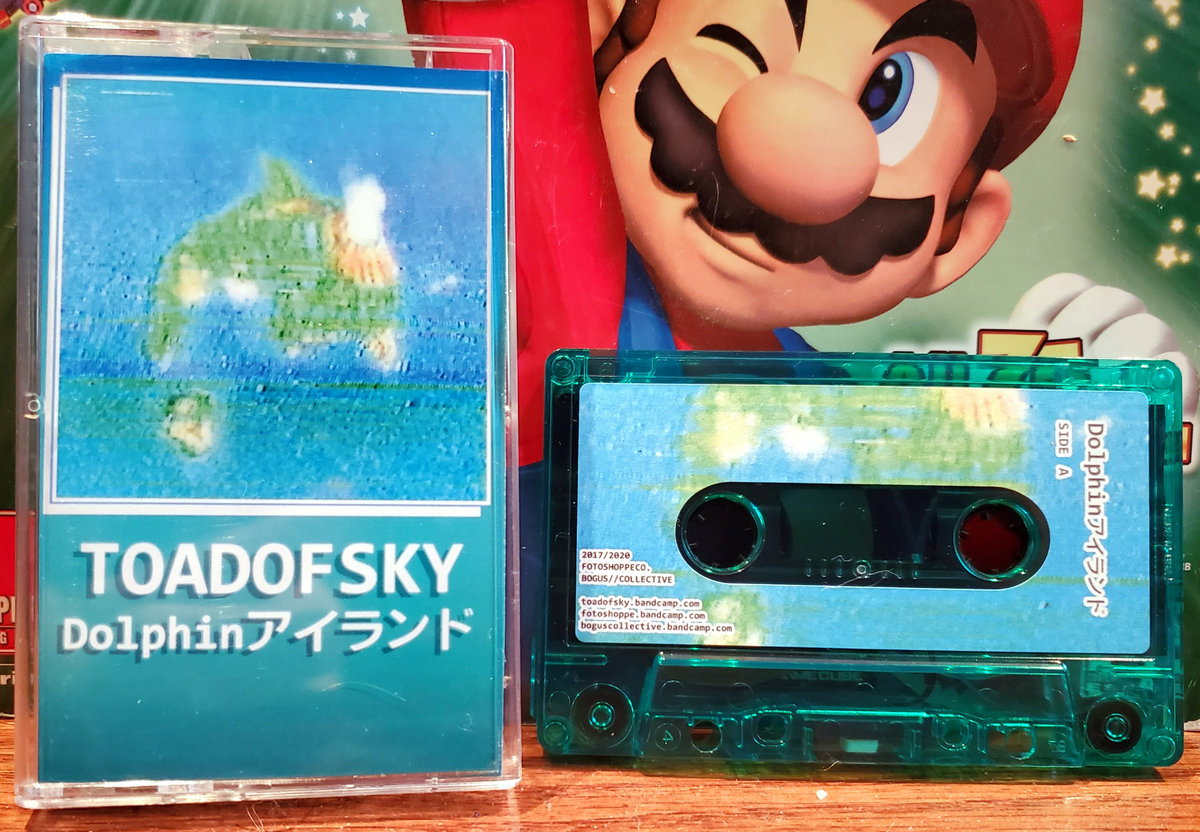 TOADOFSKY
Dolphinアイランド
Dolphinアイランド
SIDE A
2017/2020
FOTOSHOPPECO.
BOGUS//COLLECTIVE
toadofsky.bandcamp.com
fotoshoppe.bandcamp.com
boguscollective.bandcamp.com